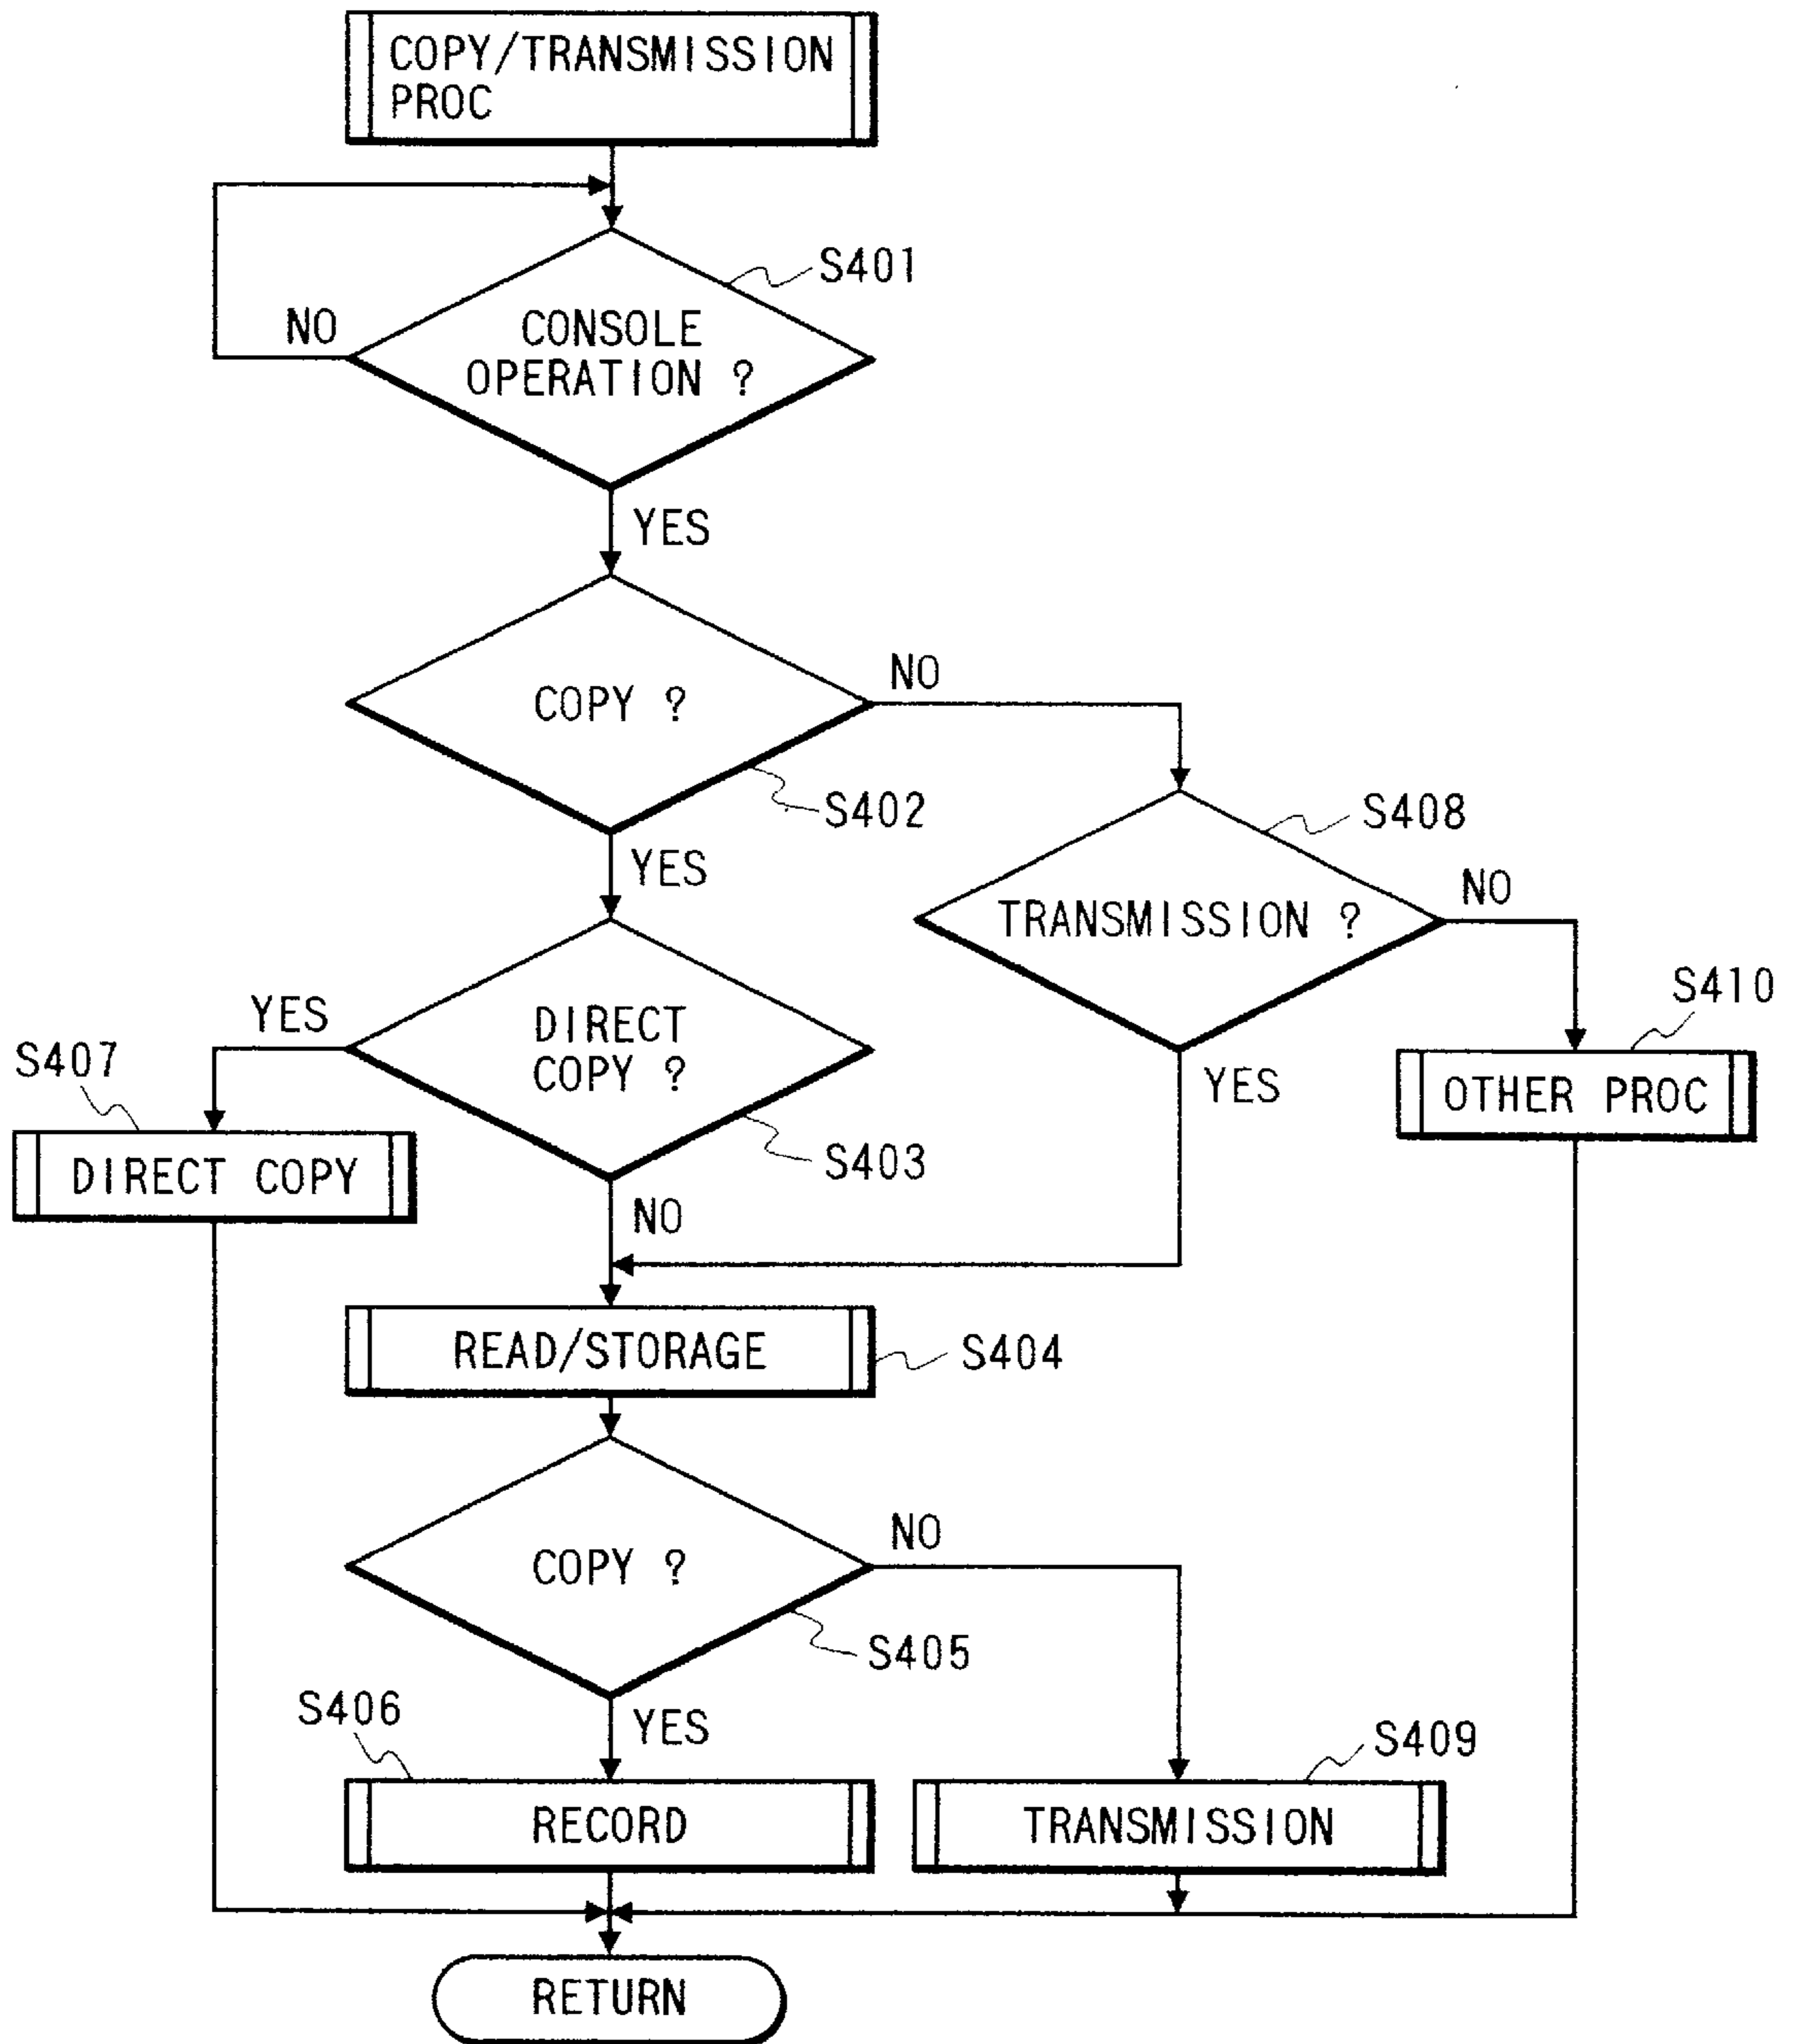 COPY/TRANSMISSION
PROC
S401
NO
CONSOLE
OPERATION ?
YES
NO
COPY ?
S402
S408
YES
NO
TRANSMISSION ?
S410
YES
DIRECT
COPY ?
S407
YES
OTHER PROC
DIRECT COPY
S403
NO
READ/STORAGE
S404
NO
COPY ?
S405
S406
YES
S409
RECORD
TRANSMISSION
RETURN